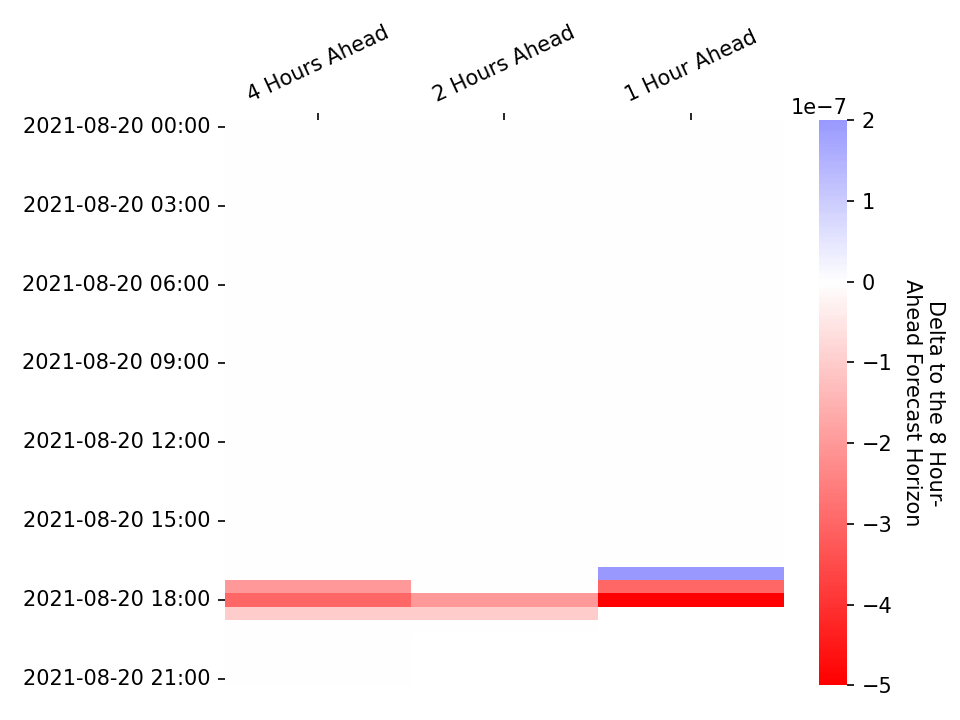 4 Hours Ahead
2 Hours Ahead
1 Hour Ahead
2021-08-20 00:00
2021-08-20 03:00
2021-08-20 06:00
2021-08-20 09:00
2021-08-20 12:00
2021-08-20 15:00
2021-08-20 18:00
2021-08-20 21:00
1e−7
2
1
0
−1
−2
−3
−4
−5
Delta to the 8 Hour-
Ahead Forecast Horizon